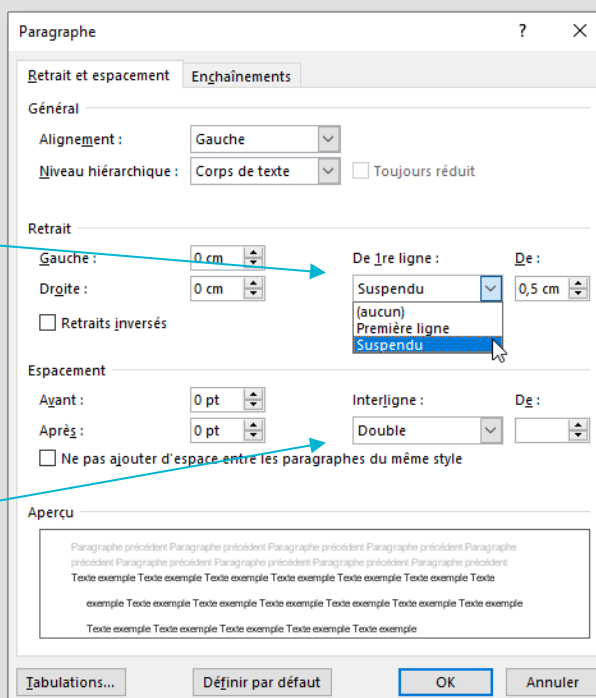 Paragraphe ? ×
Retrait et espacement Enchaînements
Général
Alignement : Gauche
Niveau hiérarchique : Corps de texte Toujours réduit
Retrait
Gauche : 0 cm De 1re ligne : De :
Droite : 0 cm Suspendu 0,5 cm
(aucun)
Retraits inversés Première ligne
Suspendu
Espacement
Avant : 0 pt Interligne : De :
Après : 0 pt Double
Ne pas ajouter d'espace entre les paragraphes du même style
Aperçu
Paragraphe précédent Paragraphe précédent Paragraphe précédent Paragraphe précédent Paragraphe
précédent Paragraphe précédent Paragraphe précédent Paragraphe précédent Paragraphe précédent
Texte exemple Texte exemple Texte exemple Texte exemple Texte exemple Texte exemple Texte
exemple Texte exemple Texte exemple Texte exemple Texte exemple Texte exemple Texte exemple
Texte exemple Texte exemple Texte exemple Texte exemple Texte exemple
Tabulations... Définir par défaut OK Annuler